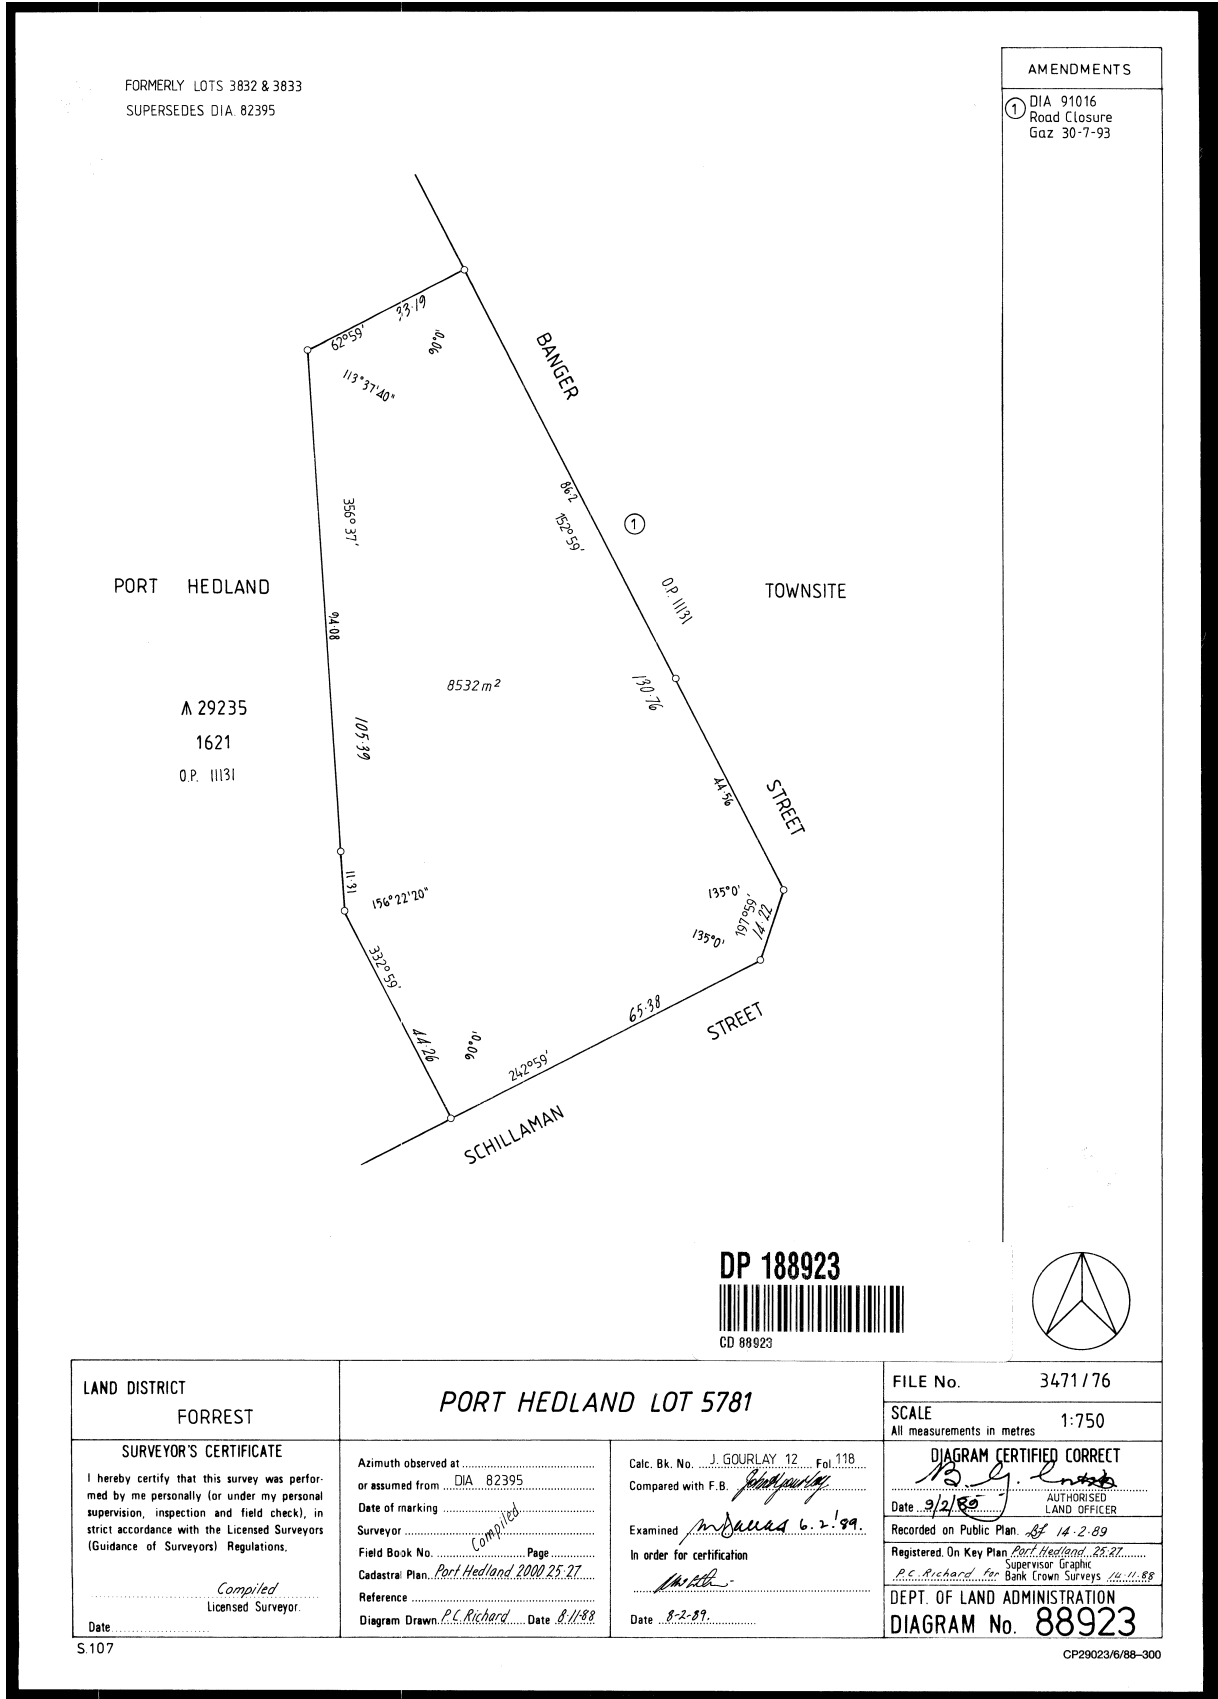 FORMERLY LOTS 3832 & 3833
SUPERSEDES DIA. 82395
AMENDMENTS
1 DIA 91016
Road Closure
Gaz 30-7-93
33·19
62°59'
90°0'
113°37'40"
BANGER
86·2
152°59'
356°37'
1
O.P. 11131
PORT HEDLAND
TOWNSITE
94·08
8532m²
130·76
29235
1621
O.P. 11131
105·39
44·56
STREET
11·31
156°22'20"
135°0'
197°59'
14·22
135°0'
332°59'
65·38
STREET
44·26
90°0'
242°59'
SCHILLAMAN
DP 188923
CD 88923
LAND DISTRICT
FORREST
PORT HEDLAND LOT 5781
FILE No. 3471/76
SCALE 1:750
All measurements in metres
SURVEYOR'S CERTIFICATE
I hereby certify that this survey was perfor-
med by me personally (or under my personal
supervision, inspection and field check), in
strict accordance with the Licensed Surveyors
(Guidance of Surveyors) Regulations.
Compiled
Licensed Surveyor.
Date
Azimuth observed at
or assumed from DIA 82395
Date of marking
Surveyor Compiled
Field Book No. Page
Cadastral Plan. Port Hedland 2000 25·27
Reference
Diagram Drawn. P.C. Richard Date 8·11·88
Calc. Bk. No. J. GOURLAY 12 Fol 118
Compared with F.B. John Gourlay
Examined 6.2.'89.
In order for certification
Date 8-2-89.
DIAGRAM CERTIFIED CORRECT
Date 9/2/89
AUTHORISED
LAND OFFICER
Recorded on Public Plan. 14·2·89
Registered On Key Plan Port Hedland 25·27
Supervisor Graphic
P.C. Richard for Bank Crown Surveys 14·11·88
DEPT. OF LAND ADMINISTRATION
DIAGRAM No. 88923
S.107
CP29023/6/88–300